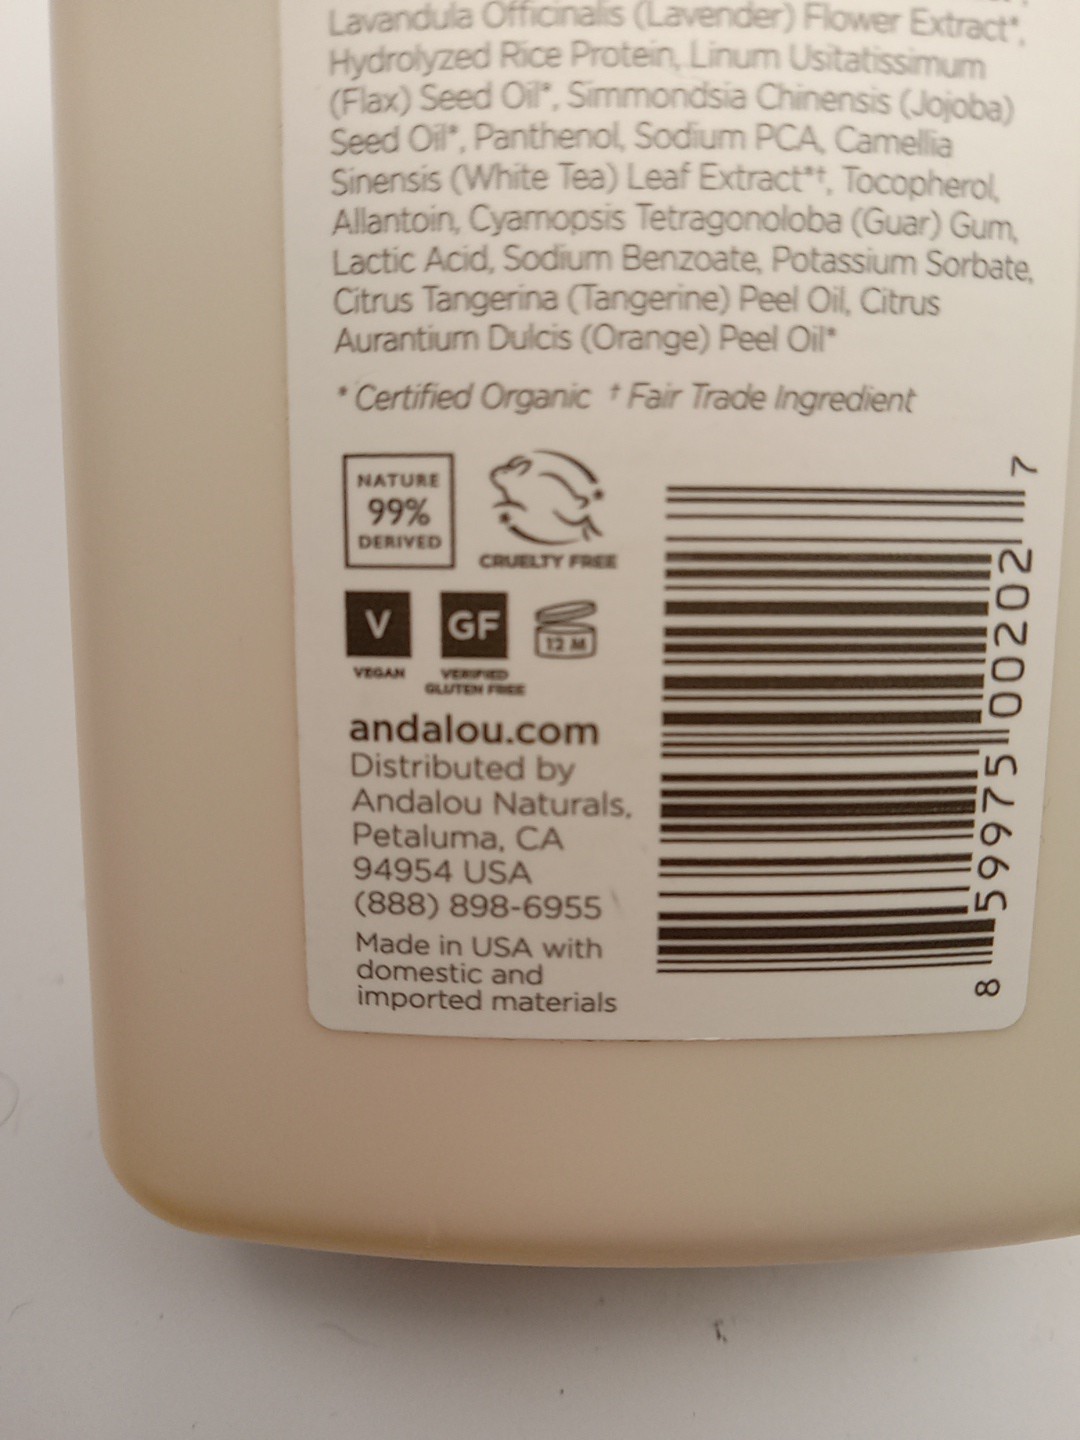 Lavandula Officinalis (Lavender) Flower Extract*,
Hydrolyzed Rice Protein, Linum Usitatissimum
(Flax) Seed Oil*, Simmondsia Chinensis (Jojoba)
Seed Oil*, Panthenol, Sodium PCA, Camellia
Sinensis (White Tea) Leaf Extract*†, Tocopherol,
Allantoin, Cyamopsis Tetragonoloba (Guar) Gum,
Lactic Acid, Sodium Benzoate, Potassium Sorbate,
Citrus Tangerina (Tangerine) Peel Oil, Citrus
Aurantium Dulcis (Orange) Peel Oil*
* Certified Organic † Fair Trade Ingredient
NATURE
99%
DERIVED
CRUELTY FREE
V
VEGAN
GF
VERIFIED
GLUTEN FREE
12 M
andalou.com
Distributed by
Andalou Naturals,
Petaluma, CA
94954 USA
(888) 898-6955
Made in USA with
domestic and
imported materials
8 59975 00202 7